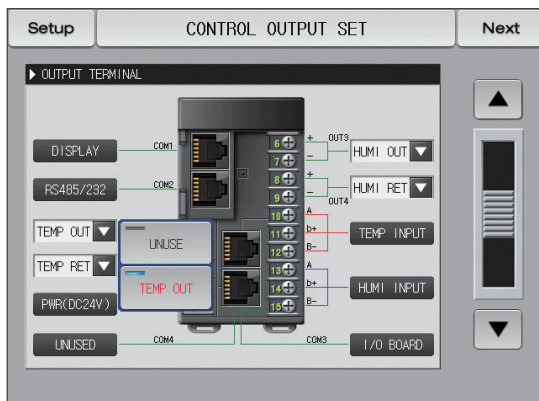 Setup
CONTROL OUTPUT SET
Next
▶ OUTPUT TERMINAL
DISPLAY
COM1
RS485/232
COM2
TEMP OUT
TEMP RET
PWR(DC24V)
UNUSED
COM4
UNUSE
TEMP OUT
6
7
8
9
10
11
12
13
14
15
+
-
+
-
A
b+
B-
A
b+
B-
OUT3
HUMI OUT
HUMI RET
OUT4
TEMP INPUT
HUMI INPUT
COM3
I/O BOARD